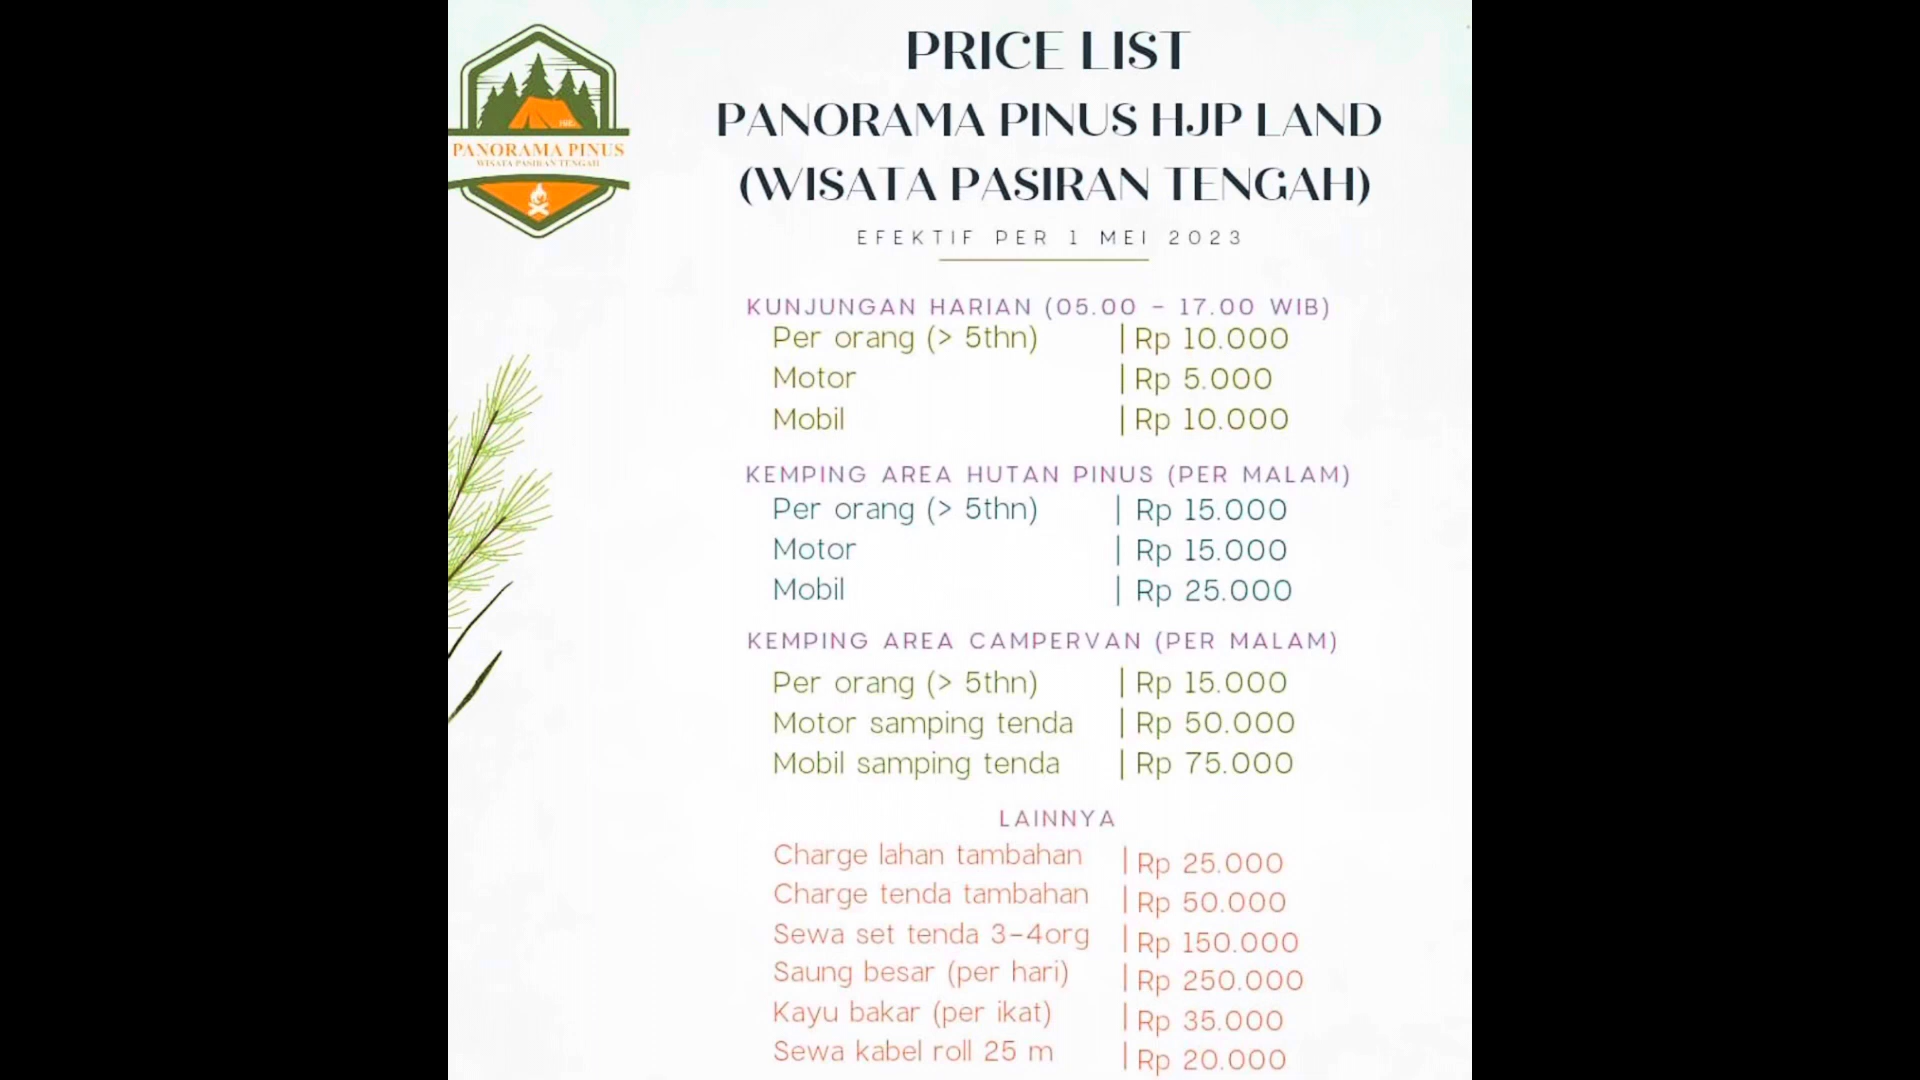 PANORAMA PINUS
WISATA PASIRAN TENGAH
PRICE LIST
PANORAMA PINUS HJP LAND
(WISATA PASIRAN TENGAH)
EFEKTIF PER 1 MEI 2023
KUNJUNGAN HARIAN (05.00 - 17.00 WIB)
Per orang (> 5thn) | Rp 10.000
Motor | Rp 5.000
Mobil | Rp 10.000
KEMPING AREA HUTAN PINUS (PER MALAM)
Per orang (> 5thn) | Rp 15.000
Motor | Rp 15.000
Mobil | Rp 25.000
KEMPING AREA CAMPERVAN (PER MALAM)
Per orang (> 5thn) | Rp 15.000
Motor samping tenda | Rp 50.000
Mobil samping tenda | Rp 75.000
LAINNYA
Charge lahan tambahan | Rp 25.000
Charge tenda tambahan | Rp 50.000
Sewa set tenda 3-4org | Rp 150.000
Saung besar (per hari) | Rp 250.000
Kayu bakar (per ikat) | Rp 35.000
Sewa kabel roll 25 m | Rp 20.000